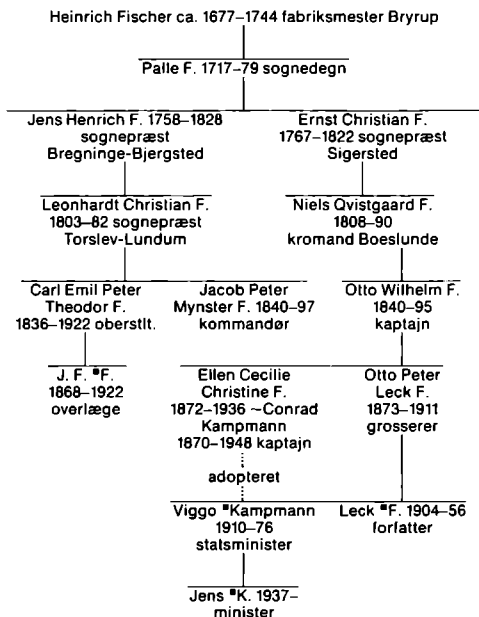 Heinrich Fischer ca. 1677–1744 fabriksmester Bryrup
Palle F. 1717–79 sognedegn
Jens Henrich F. 1758–1828
sognepræst
Bregninge-Bjergsted
Ernst Christian F.
1767–1822 sognepræst
Sigersted
Leonhardt Christian F.
1803–82 sognepræst
Torslev-Lundum
Niels Qvistgaard F.
1808–90
kromand Boeslunde
Carl Emil Peter
Theodor F.
1836–1922 oberstlt.
Jacob Peter
Mynster F. 1840–97
kommandør
Otto Wilhelm F.
1840–95
kaptajn
J. F. ■F.
1868–1922
overlæge
Ellen Cecilie
Christine F.
1872–1936 ~Conrad
Kampmann
1870–1948 kaptajn
Otto Peter
Leck F.
1873–1911
grosserer
adopteret
Viggo ■Kampmann
1910–76
statsminister
Leck ■F. 1904–56
forfatter
Jens ■K. 1937–
minister